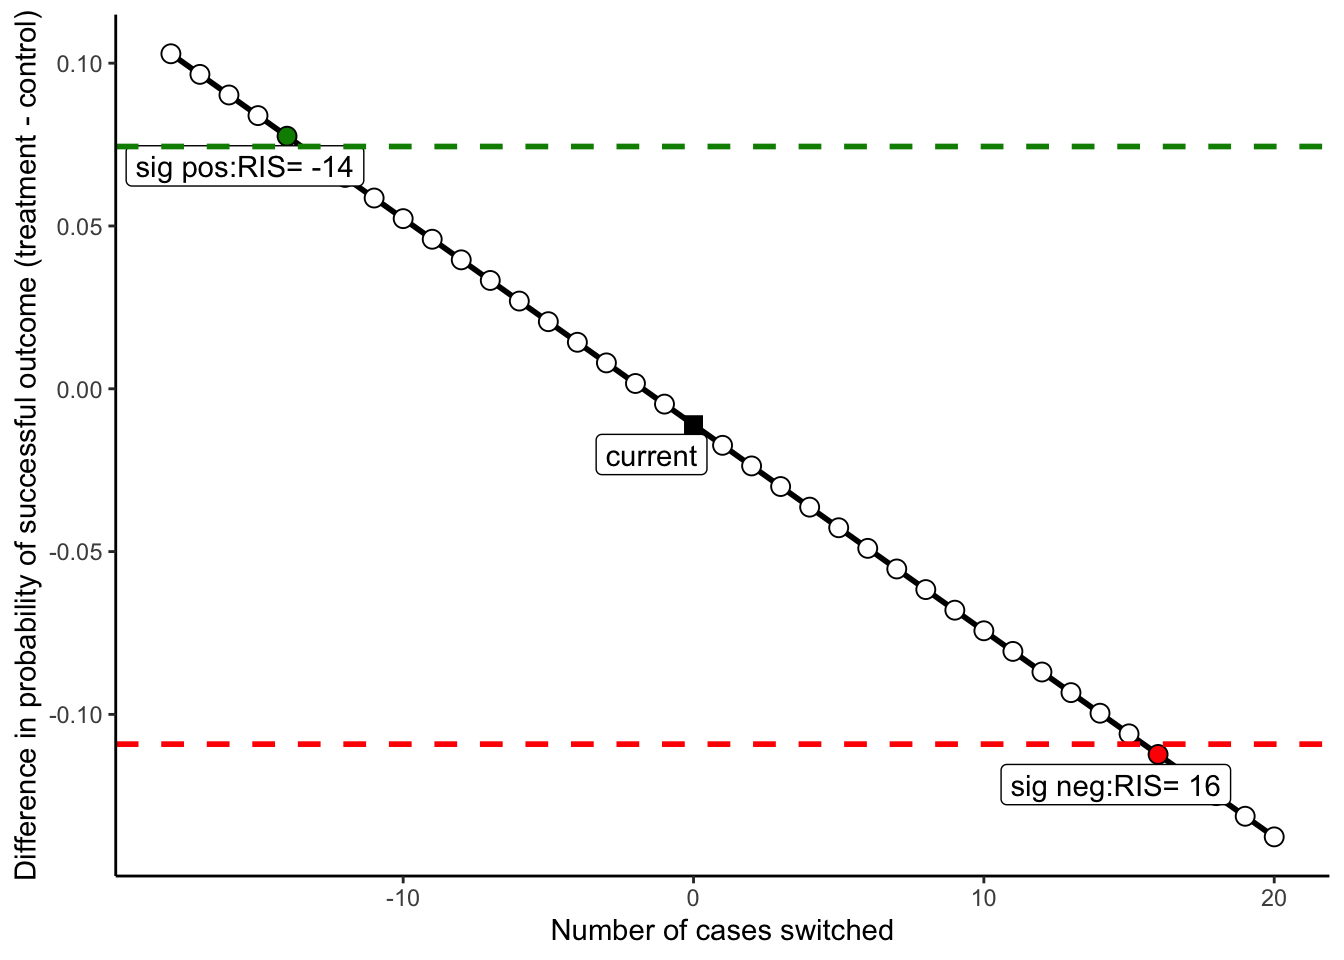 Difference in probability of successful outcome (treatment - control)
0.10
0.05
0.00
-0.05
-0.10
sig pos:RIS= -14
current
sig neg:RIS= 16
-10
0
10
20
Number of cases switched